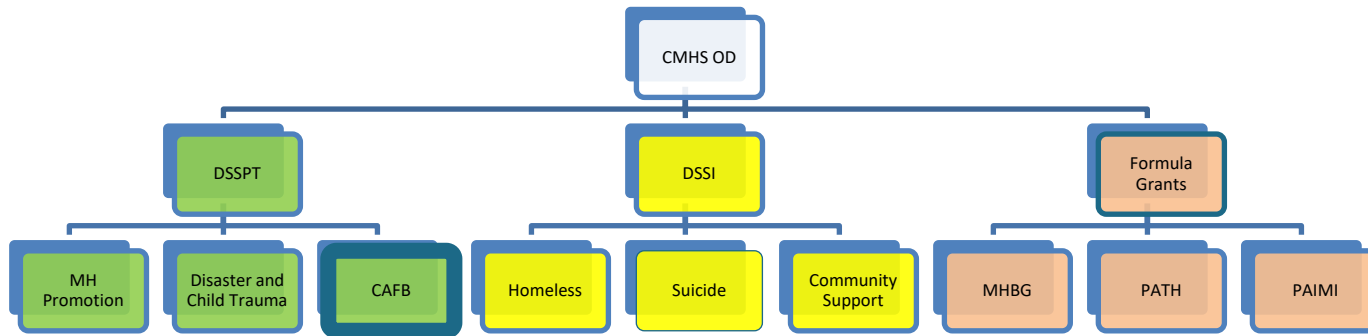 CMHS OD
DSSPT
DSSI
Formula
Grants
MH
Promotion
Disaster and
Child Trauma
CAFB
Homeless
Suicide
Community
Support
MHBG
PATH
PAIMI